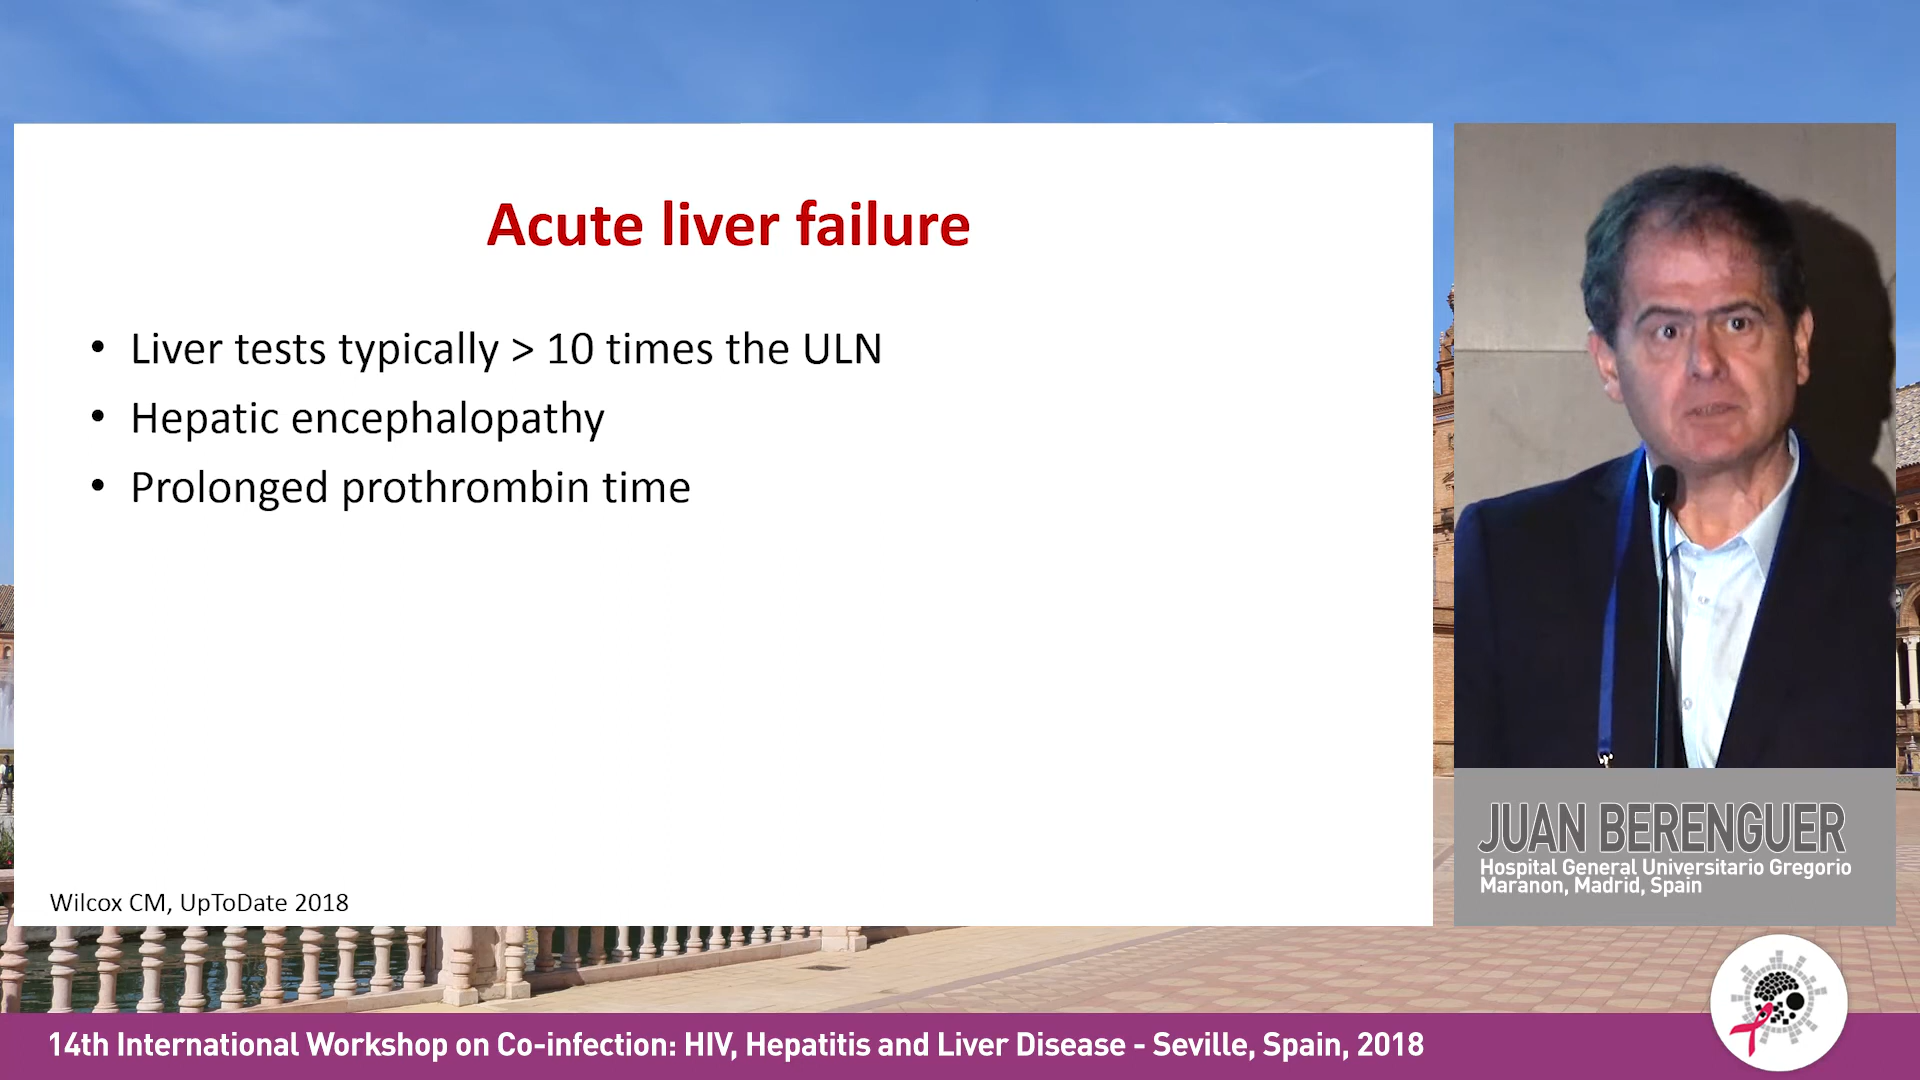 Acute liver failure
• Liver tests typically > 10 times the ULN
• Hepatic encephalopathy
• Prolonged prothrombin time
Wilcox CM, UpToDate 2018
JUAN BERENGUER
Hospital General Universitario Gregorio
Maranon, Madrid, Spain
14th International Workshop on Co-infection: HIV, Hepatitis and Liver Disease - Seville, Spain, 2018